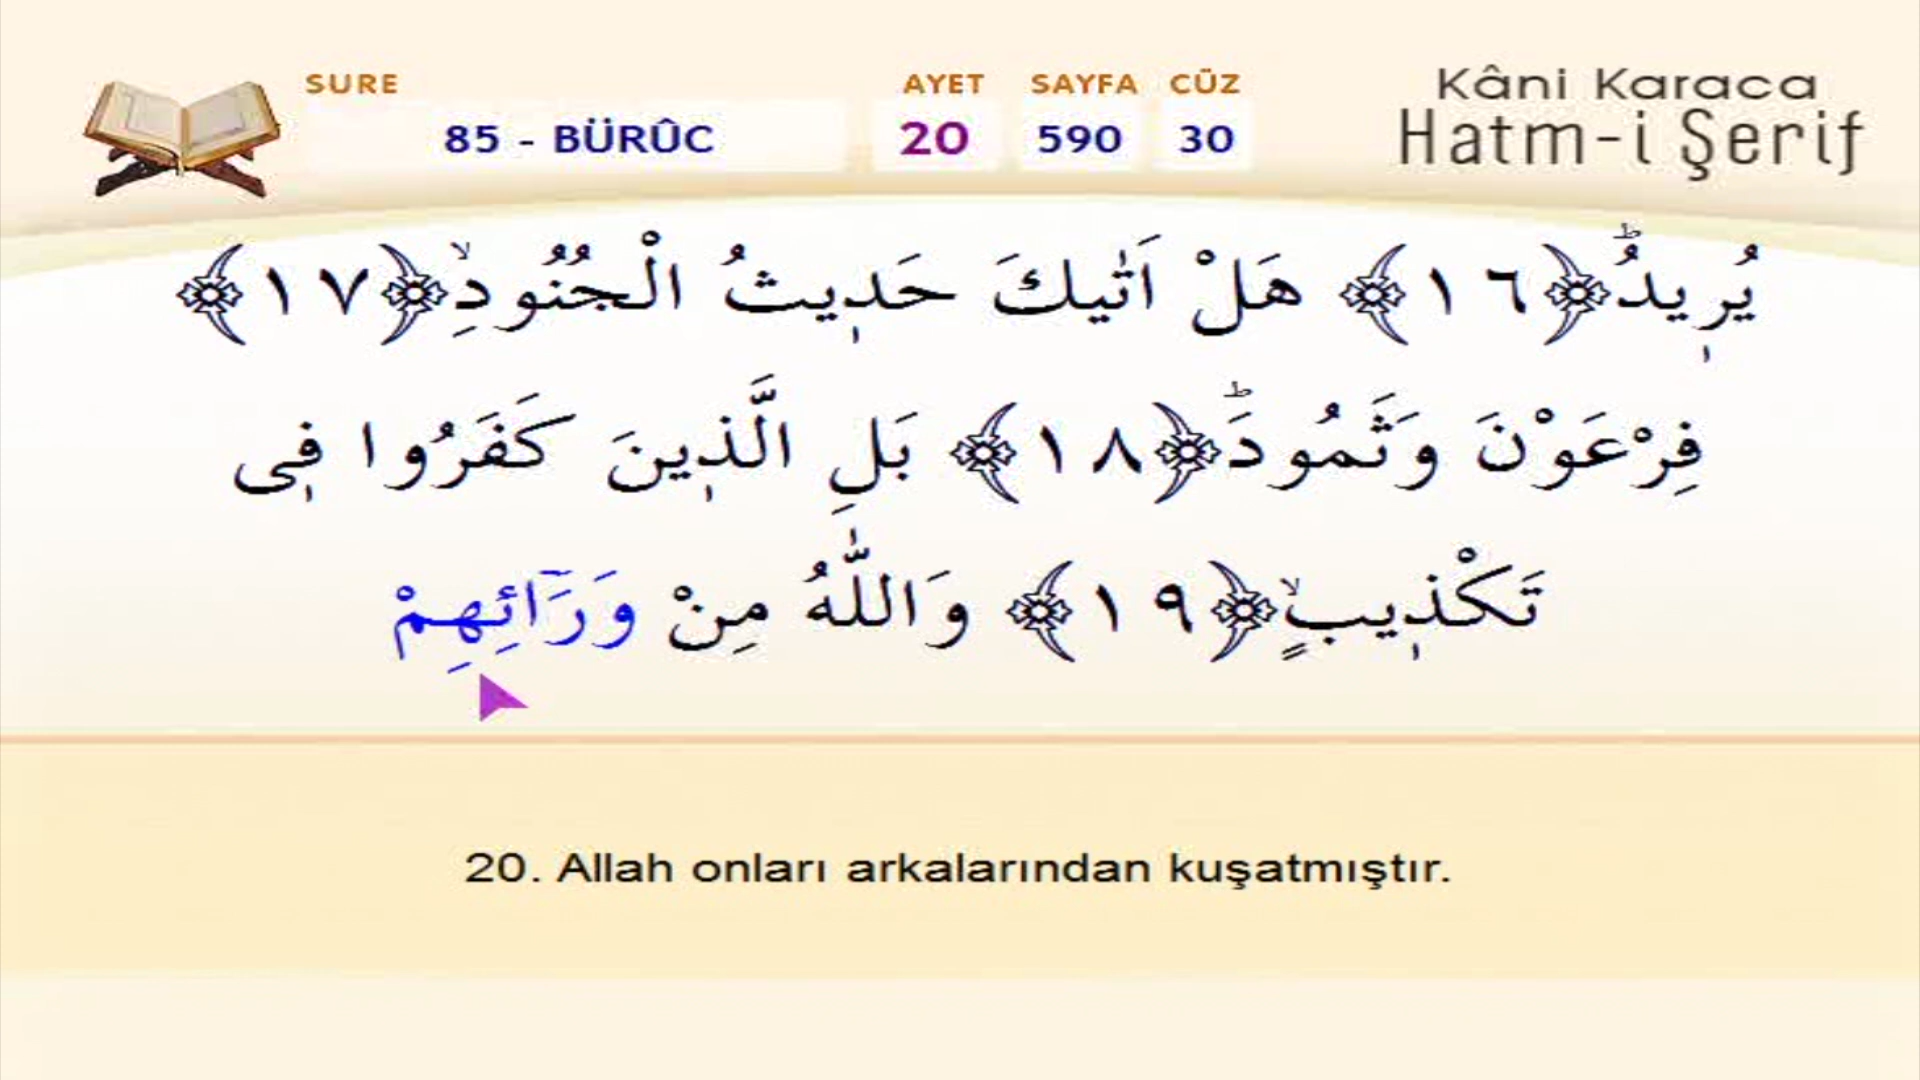 SURE
AYET SAYFA CÜZ
85 - BÜRÛC 20 590 30
Kâni Karaca
Hatm-i Şerif
يُرٖيدُؕ ﴿١٦﴾ هَلْ اَتٰيكَ حَدٖيثُ الْجُنُودِۙ ﴿١٧﴾
فِرْعَوْنَ وَثَمُودَؕ ﴿١٨﴾ بَلِ الَّذٖينَ كَفَرُوا فٖى
تَكْذٖيبٍۙ ﴿١٩﴾ وَاللّٰهُ مِنْ وَرَٓائِهِمْ
20. Allah onları arkalarından kuşatmıştır.